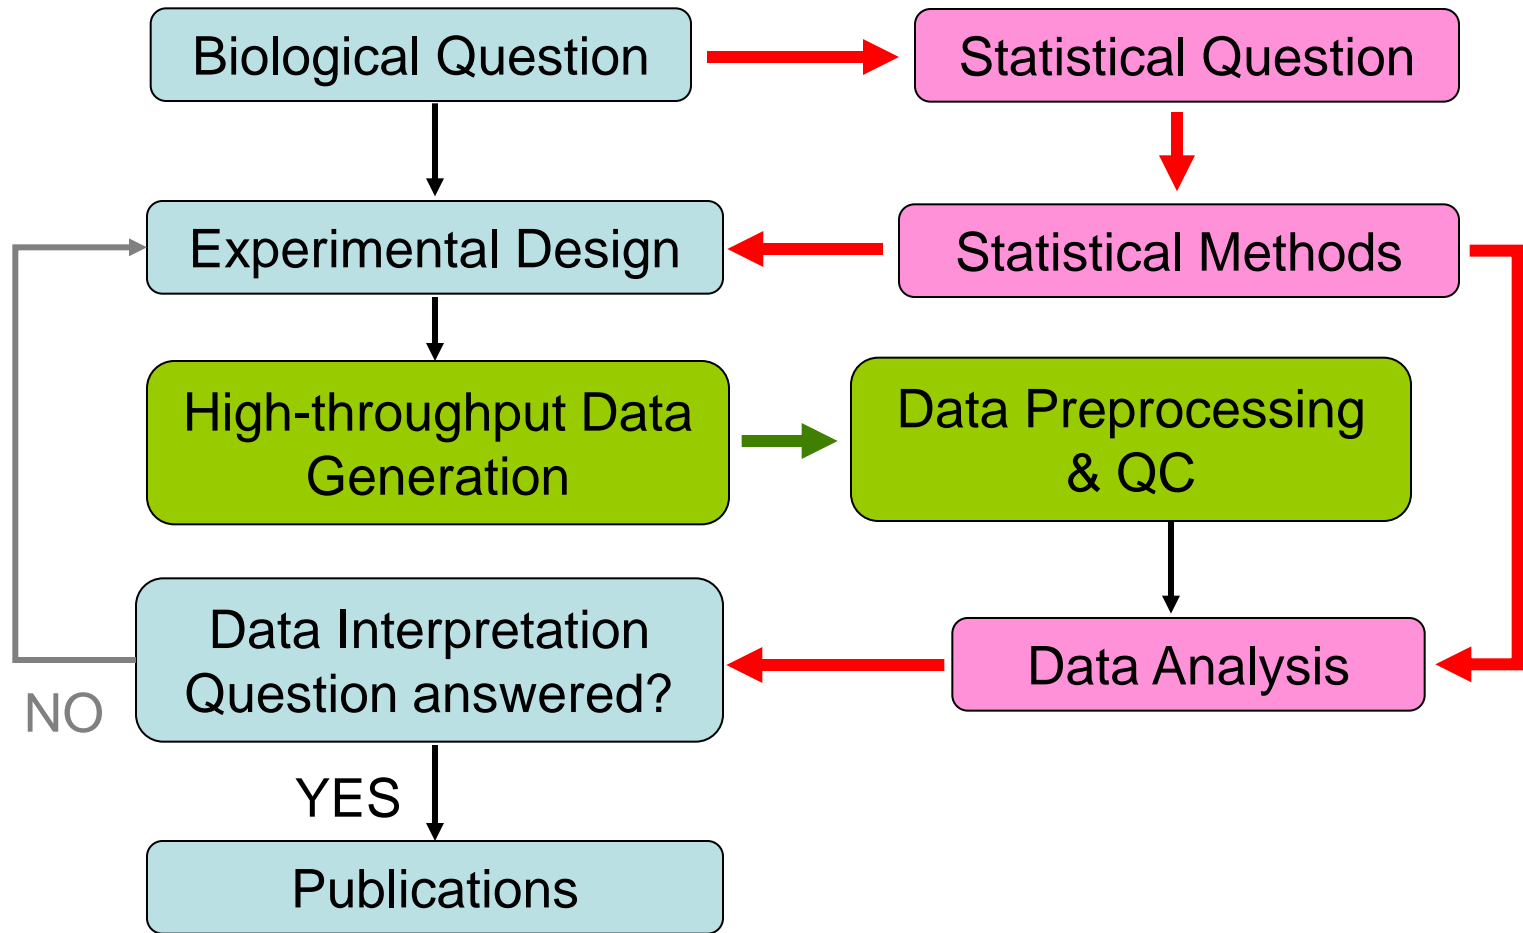 Biological Question
Statistical Question
Experimental Design
Statistical Methods
High-throughput Data
Generation
Data Preprocessing
& QC
Data Interpretation
Question answered?
Data Analysis
NO
YES
Publications